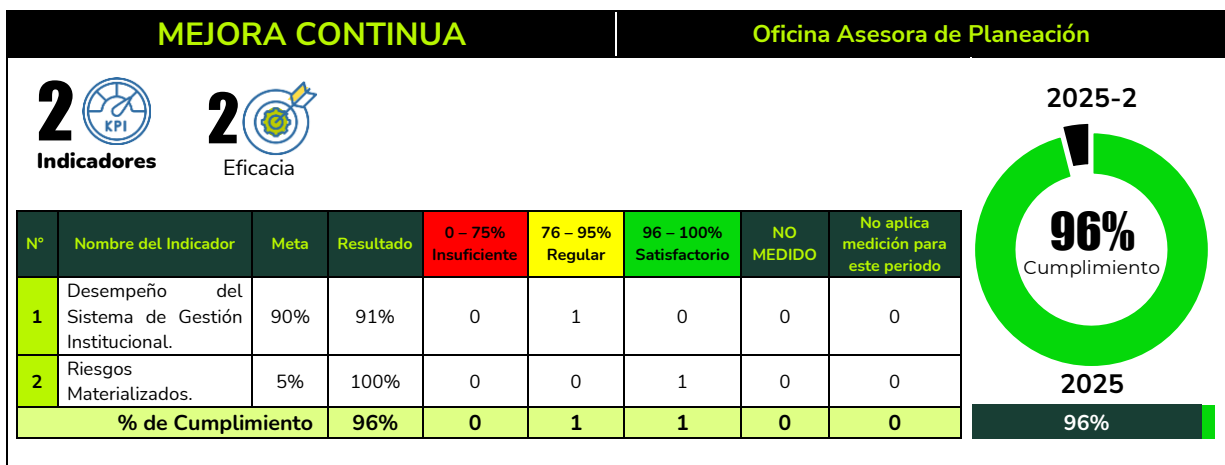 MEJORA CONTINUA
Oficina Asesora de Planeación
2
KPI
Indicadores
2
Eficacia
2025-2
96%
Cumplimiento
N°
Nombre del Indicador
Meta
Resultado
0 – 75%
Insuficiente
76 – 95%
Regular
96 – 100%
Satisfactorio
NO
MEDIDO
No aplica
medición para
este periodo
1
Desempeño del
Sistema de Gestión
Institucional.
90%
91%
0
1
0
0
0
2
Riesgos
Materializados.
5%
100%
0
0
1
0
0
% de Cumplimiento
96%
0
1
1
0
0
2025
96%